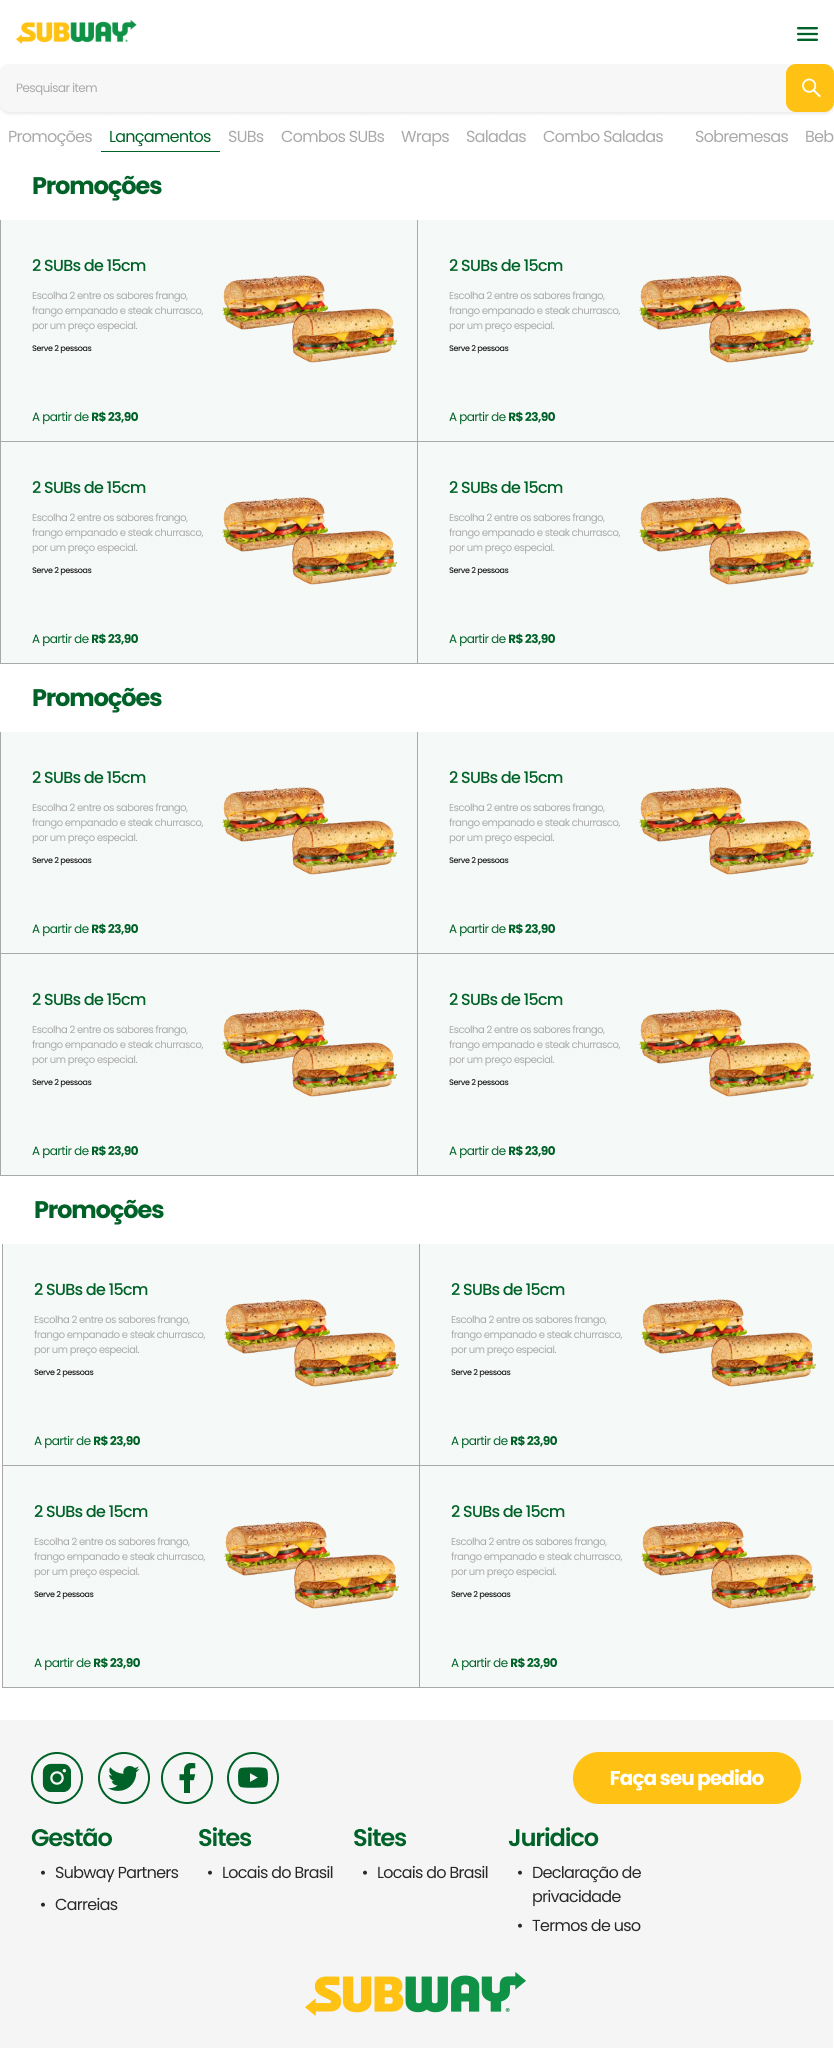 SUBWAY
Pesquisar item
Promoções Lançamentos SUBs Combos SUBs Wraps Saladas Combo Saladas Sobremesas Beb
Promoções
2 SUBs de 15cm
Escolha 2 entre os sabores frango,
frango empanado e steak churrasco,
por um preço especial.
Serve 2 pessoas
A partir de R$ 23,90
2 SUBs de 15cm
Escolha 2 entre os sabores frango,
frango empanado e steak churrasco,
por um preço especial.
Serve 2 pessoas
A partir de R$ 23,90
2 SUBs de 15cm
Escolha 2 entre os sabores frango,
frango empanado e steak churrasco,
por um preço especial.
Serve 2 pessoas
A partir de R$ 23,90
2 SUBs de 15cm
Escolha 2 entre os sabores frango,
frango empanado e steak churrasco,
por um preço especial.
Serve 2 pessoas
A partir de R$ 23,90
Promoções
2 SUBs de 15cm
Escolha 2 entre os sabores frango,
frango empanado e steak churrasco,
por um preço especial.
Serve 2 pessoas
A partir de R$ 23,90
2 SUBs de 15cm
Escolha 2 entre os sabores frango,
frango empanado e steak churrasco,
por um preço especial.
Serve 2 pessoas
A partir de R$ 23,90
2 SUBs de 15cm
Escolha 2 entre os sabores frango,
frango empanado e steak churrasco,
por um preço especial.
Serve 2 pessoas
A partir de R$ 23,90
2 SUBs de 15cm
Escolha 2 entre os sabores frango,
frango empanado e steak churrasco,
por um preço especial.
Serve 2 pessoas
A partir de R$ 23,90
Promoções
2 SUBs de 15cm
Escolha 2 entre os sabores frango,
frango empanado e steak churrasco,
por um preço especial.
Serve 2 pessoas
A partir de R$ 23,90
2 SUBs de 15cm
Escolha 2 entre os sabores frango,
frango empanado e steak churrasco,
por um preço especial.
Serve 2 pessoas
A partir de R$ 23,90
2 SUBs de 15cm
Escolha 2 entre os sabores frango,
frango empanado e steak churrasco,
por um preço especial.
Serve 2 pessoas
A partir de R$ 23,90
2 SUBs de 15cm
Escolha 2 entre os sabores frango,
frango empanado e steak churrasco,
por um preço especial.
Serve 2 pessoas
A partir de R$ 23,90
Faça seu pedido
Gestão
• Subway Partners
• Carreias
Sites
• Locais do Brasil
Sites
• Locais do Brasil
Juridico
• Declaração de
privacidade
• Termos de uso
SUBWAY®